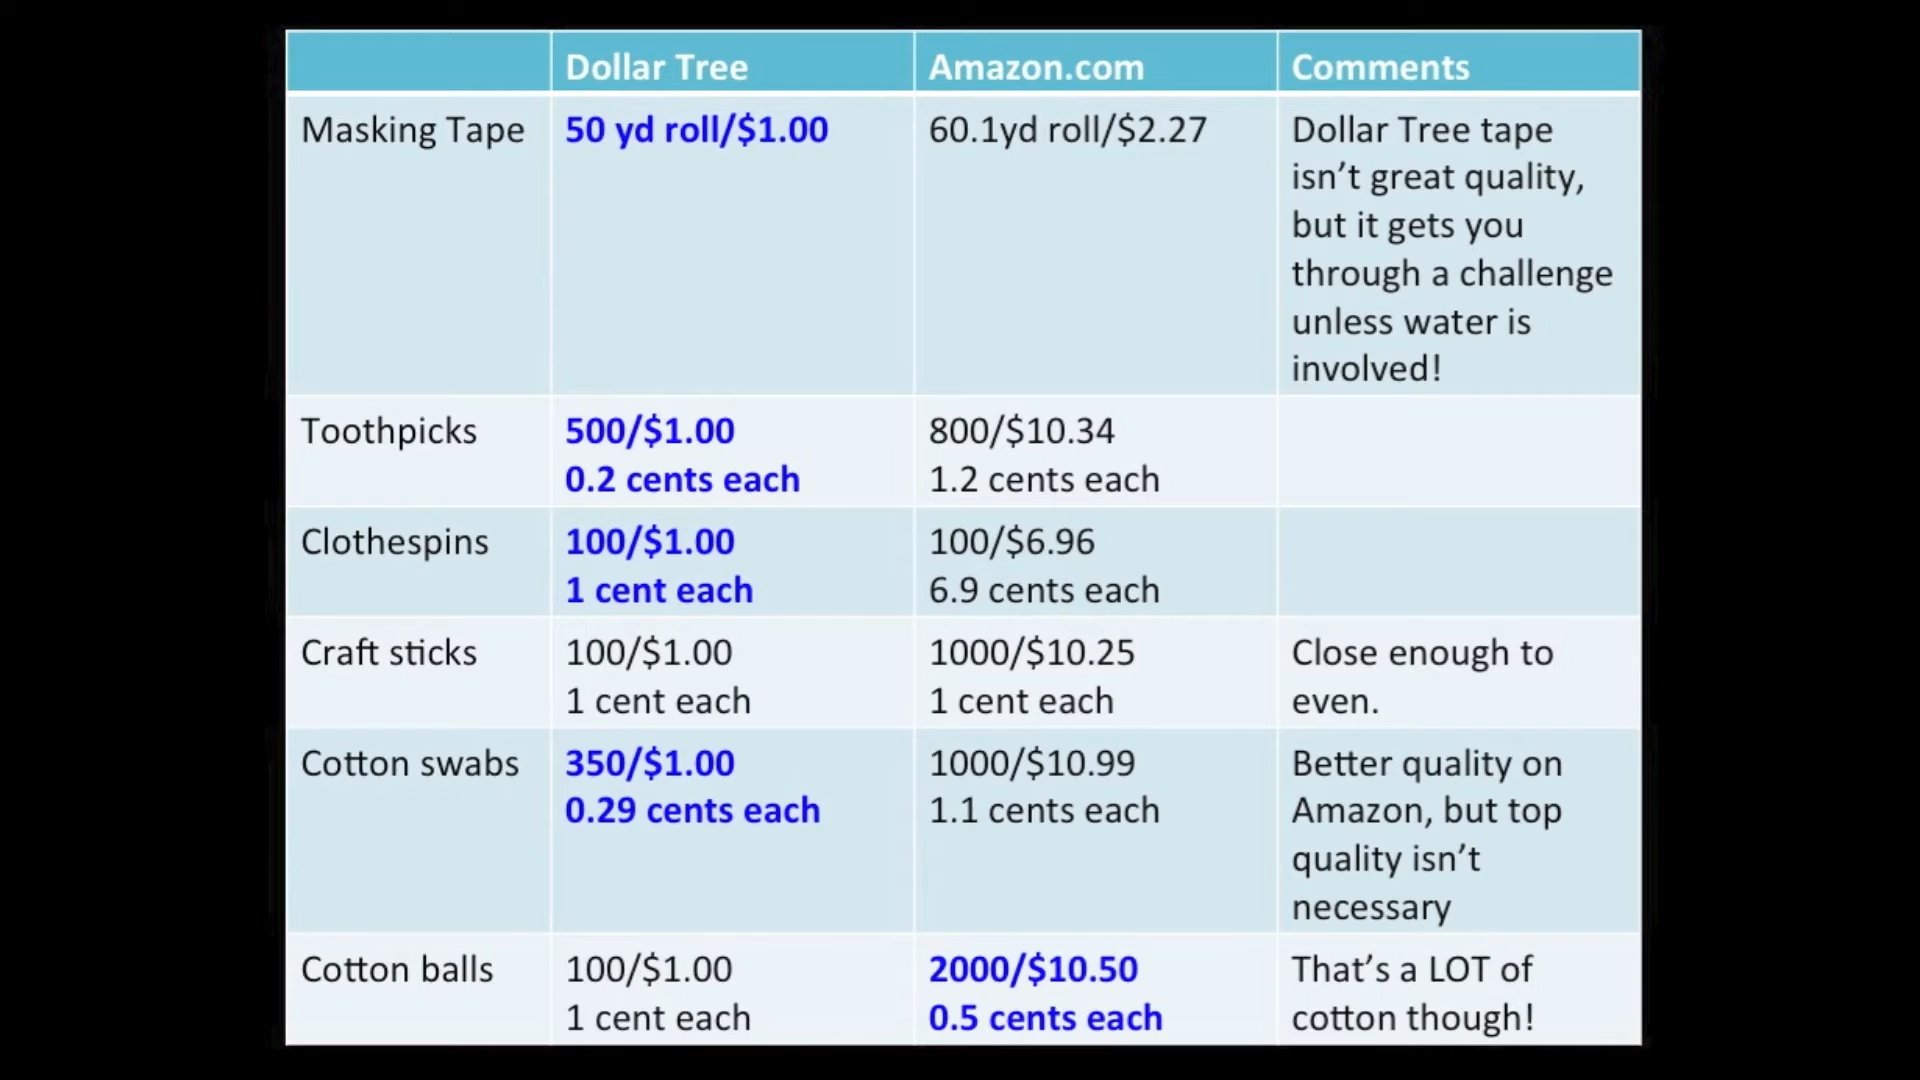 Dollar Tree Amazon.com Comments
Masking Tape 50 yd roll/$1.00 60.1yd roll/$2.27 Dollar Tree tape
isn’t great quality,
but it gets you
through a challenge
unless water is
involved!
Toothpicks 500/$1.00 800/$10.34
0.2 cents each 1.2 cents each
Clothespins 100/$1.00 100/$6.96
1 cent each 6.9 cents each
Craft sticks 100/$1.00 1000/$10.25 Close enough to
1 cent each 1 cent each even.
Cotton swabs 350/$1.00 1000/$10.99 Better quality on
0.29 cents each 1.1 cents each Amazon, but top
quality isn’t
necessary
Cotton balls 100/$1.00 2000/$10.50 That’s a LOT of
1 cent each 0.5 cents each cotton though!